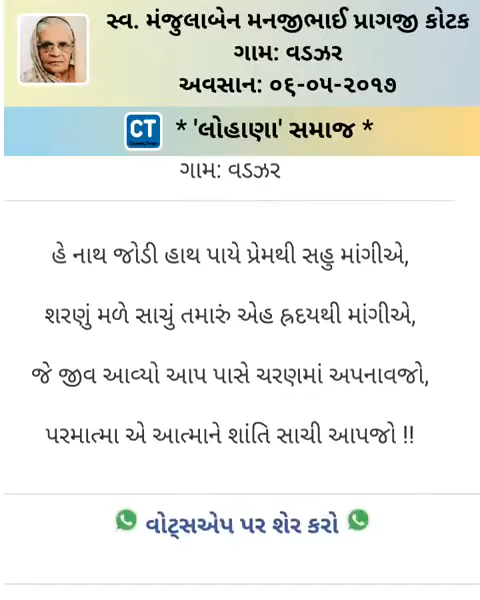 સ્વ. મંજુલાબેન મનજીભાઈ પ્રાગજી કોટક
ગામ: વડઝર
અવસાન: ૦૬-૦૫-૨૦૧૭
CT * 'લોહાણા' સમાજ *
ગામ: વડઝર
હે નાથ જોડી હાથ પાયે પ્રેમથી સહુ માંગીએ,
શરણું મળે સાચું તમારું એહ હૃદયથી માંગીએ,
જે જીવ આવ્યો આપ પાસે ચરણમાં અપનાવજો,
પરમાત્મા એ આત્માને શાંતિ સાચી આપજો !!
વોટ્સએપ પર શેર કરો